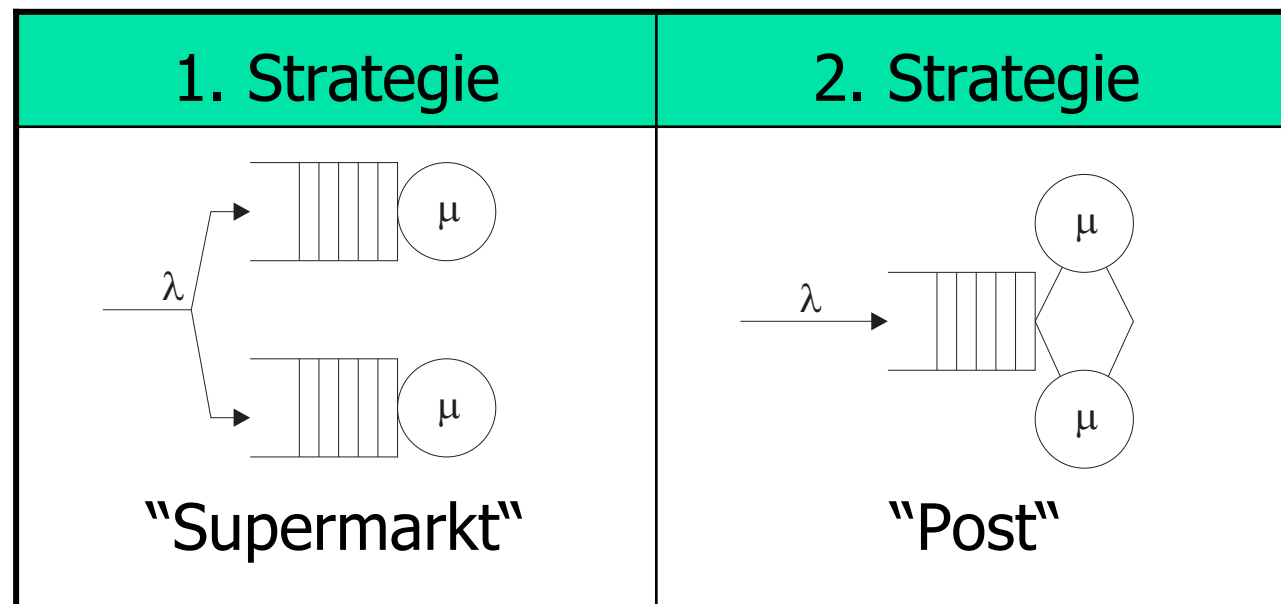 1. Strategie
2. Strategie
λ
μ
μ
“Supermarkt“
λ
μ
μ
“Post“